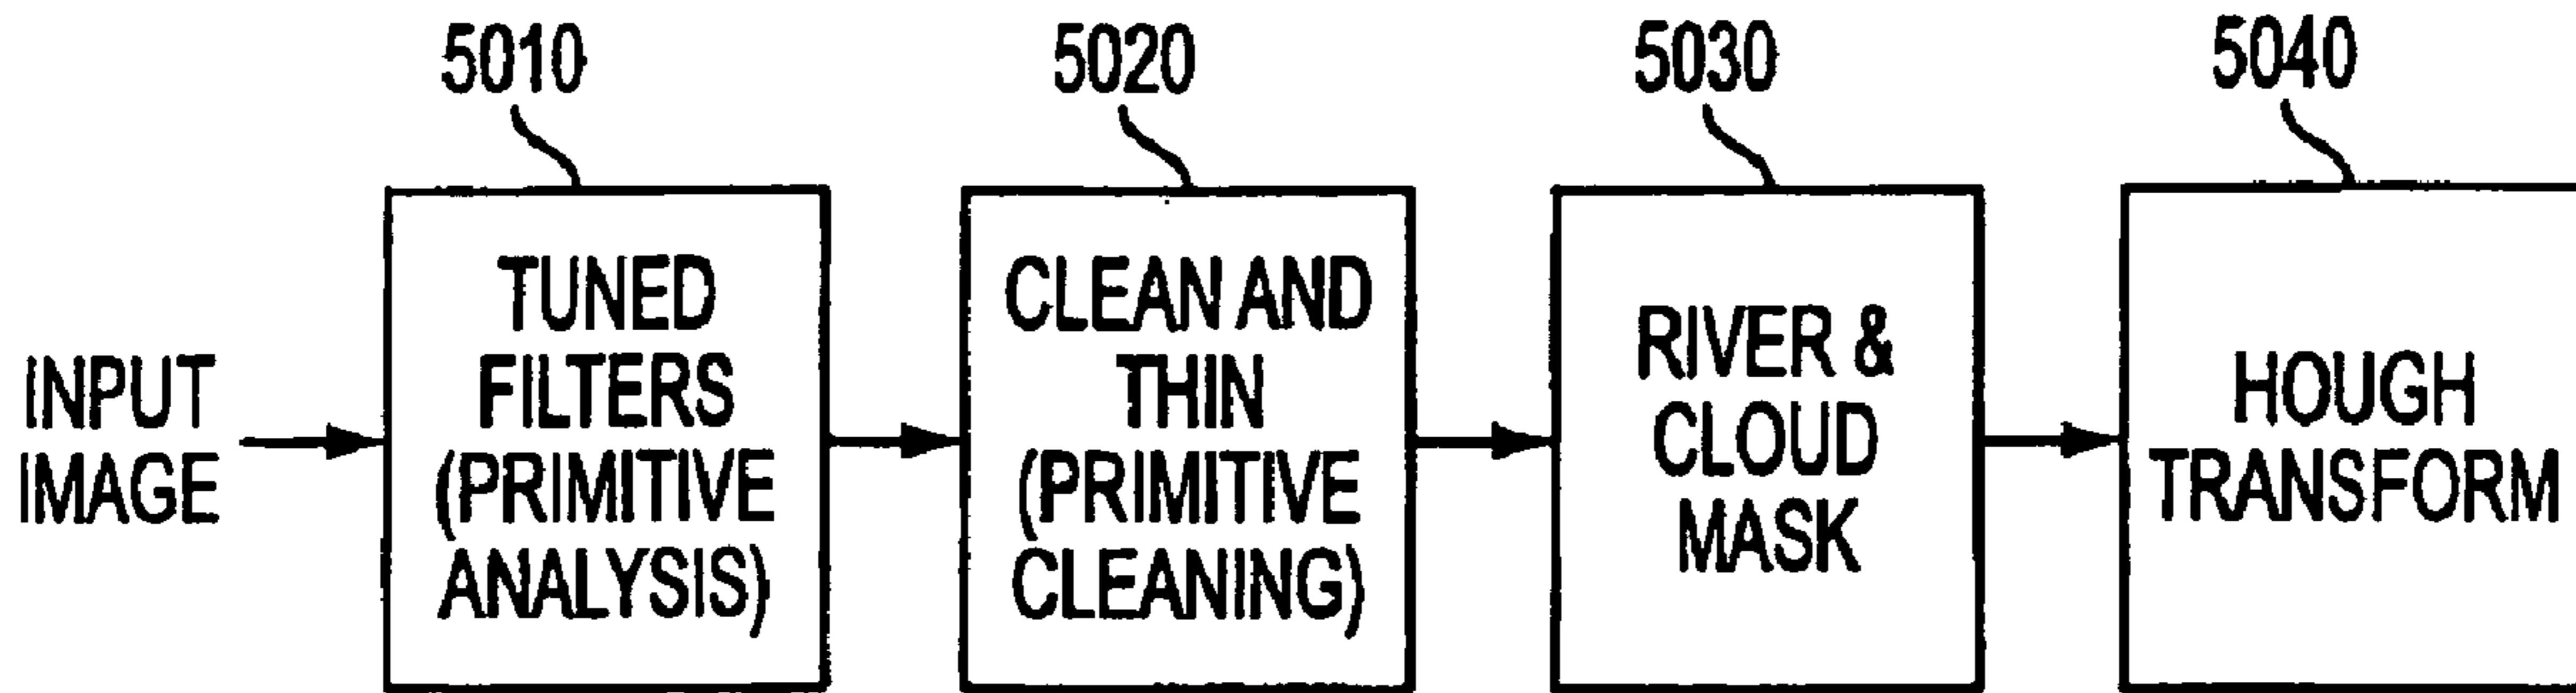 5010
5020
5030
5040
INPUT
IMAGE
TUNED
FILTERS
(PRIMITIVE
ANALYSIS)
CLEAN AND
THIN
(PRIMITIVE
CLEANING)
RIVER &
CLOUD
MASK
HOUGH
TRANSFORM